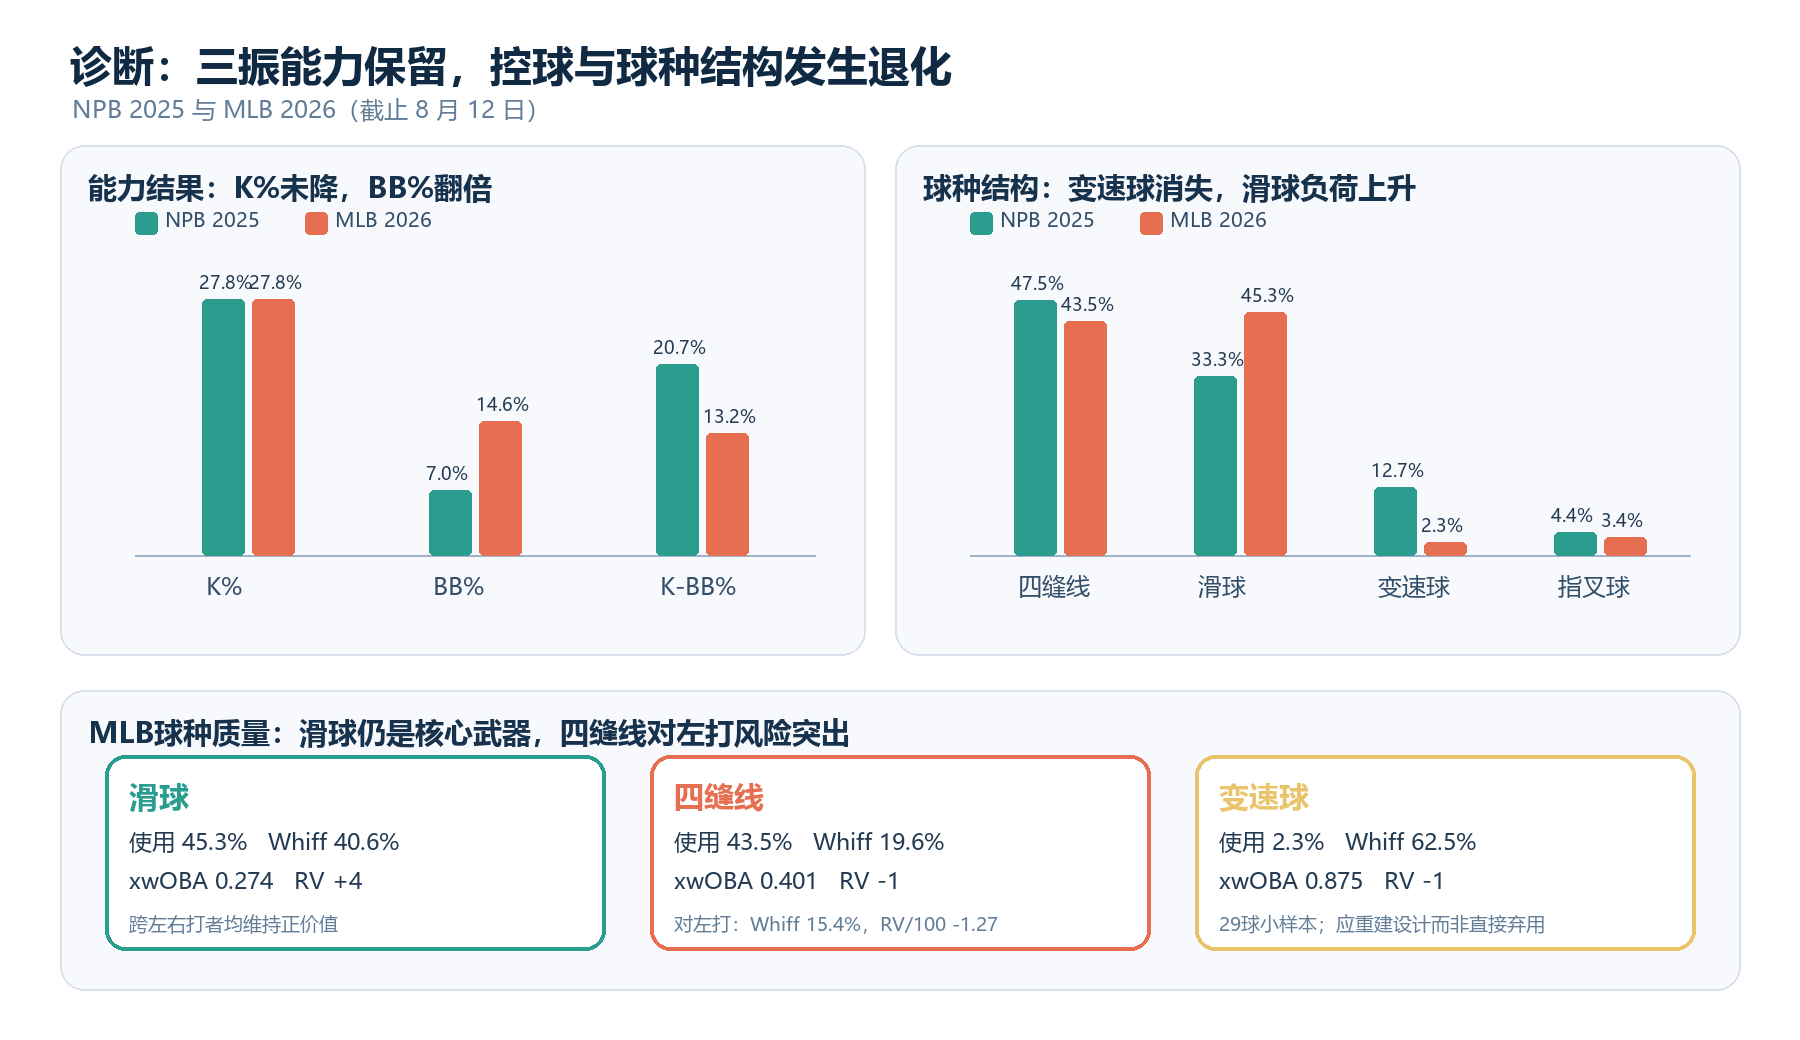 诊断：三振能力保留，控球与球种结构发生退化
NPB 2025 与 MLB 2026（截止 8 月 12 日）
能力结果：K%未降，BB%翻倍
NPB 2025 MLB 2026
27.8% 27.8%
20.7%
14.6%
13.2%
7.0%
K% BB% K-BB%
球种结构：变速球消失，滑球负荷上升
NPB 2025 MLB 2026
47.5%
43.5%
45.3%
33.3%
12.7%
2.3%
4.4% 3.4%
四缝线 滑球 变速球 指叉球
MLB球种质量：滑球仍是核心武器，四缝线对左打风险突出
滑球
使用 45.3% Whiff 40.6%
xwOBA 0.274 RV +4
跨左右打者均维持正价值
四缝线
使用 43.5% Whiff 19.6%
xwOBA 0.401 RV -1
对左打：Whiff 15.4%，RV/100 -1.27
变速球
使用 2.3% Whiff 62.5%
xwOBA 0.875 RV -1
29球小样本；应重建设计而非直接弃用